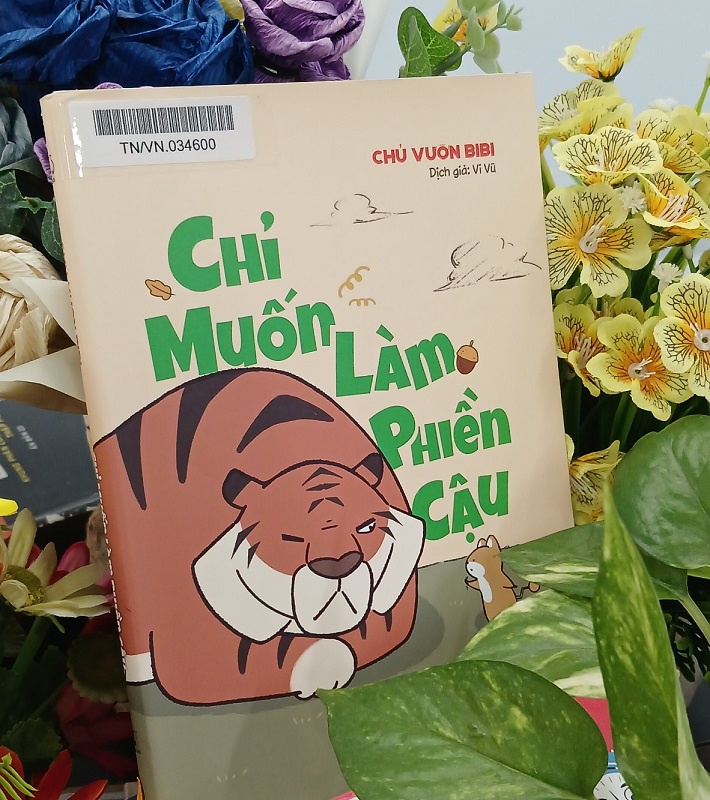 TN/VN.034600
CHỦ VƯỜN BIBI
Dịch giả: Vi Vũ
CHỈ
MUỐN
LÀM
PHIỀN
CẬU